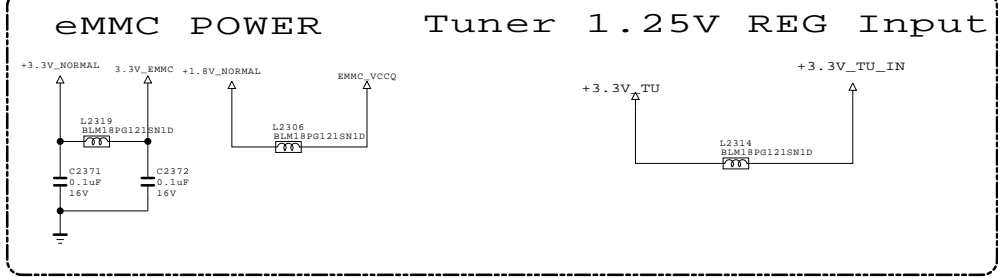 eMMC POWER
Tuner 1.25V REG Input
+3.3V_NORMAL
3.3V_EMMC
+1.8V_NORMAL
EMMC_VCCQ
+3.3V_TU
+3.3V_TU_IN
L2319
BLM18PG121SN1D
L2306
BLM18PG121SN1D
L2314
BLM18PG121SN1D
C2371
0.1uF
16V
C2372
0.1uF
16V